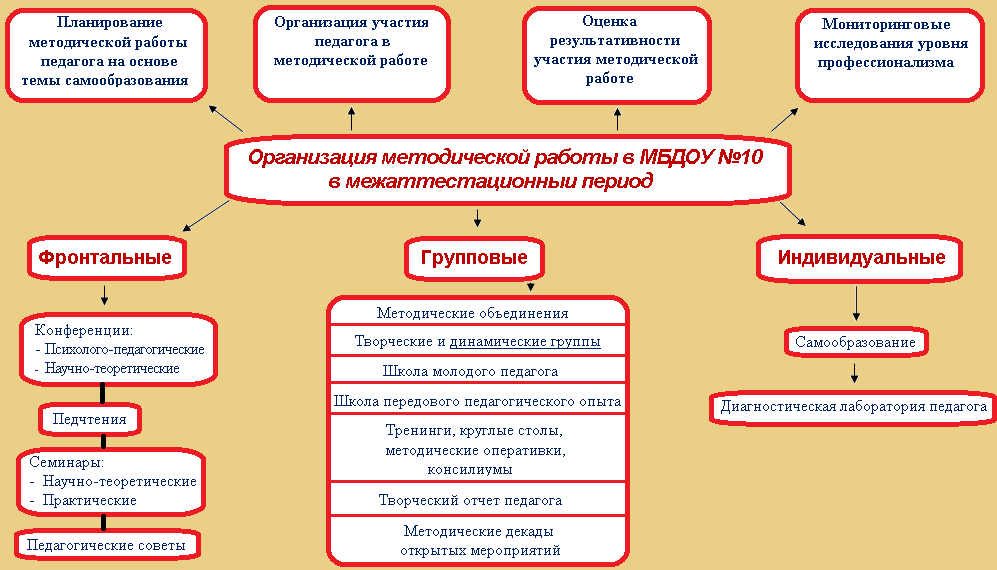 Планирование
методической работы
педагога на основе
темы самообразования
Организация участия
педагога в
методической работе
Оценка
результативности
участия методической
работе
Мониторинговые
исследования уровня
профессионализма
Организация методической работы в МБДОУ №10
в межаттестационныи период
Фронтальные
Групповые
Индивидуальные
Конференции:
- Психолого-педагогические
- Научно-теоретические
Педчтения
Семинары:
- Научно-теоретические
- Практические
Педагогические советы
Методические объединения
Творческие и динамические группы
Школа молодого педагога
Школа передового педагогического опыта
Тренинги, круглые столы,
методические оперативки,
консилиумы
Творческий отчет педагога
Методические декады
открытых мероприятий
Самообразование
Диагностическая лаборатория педагога